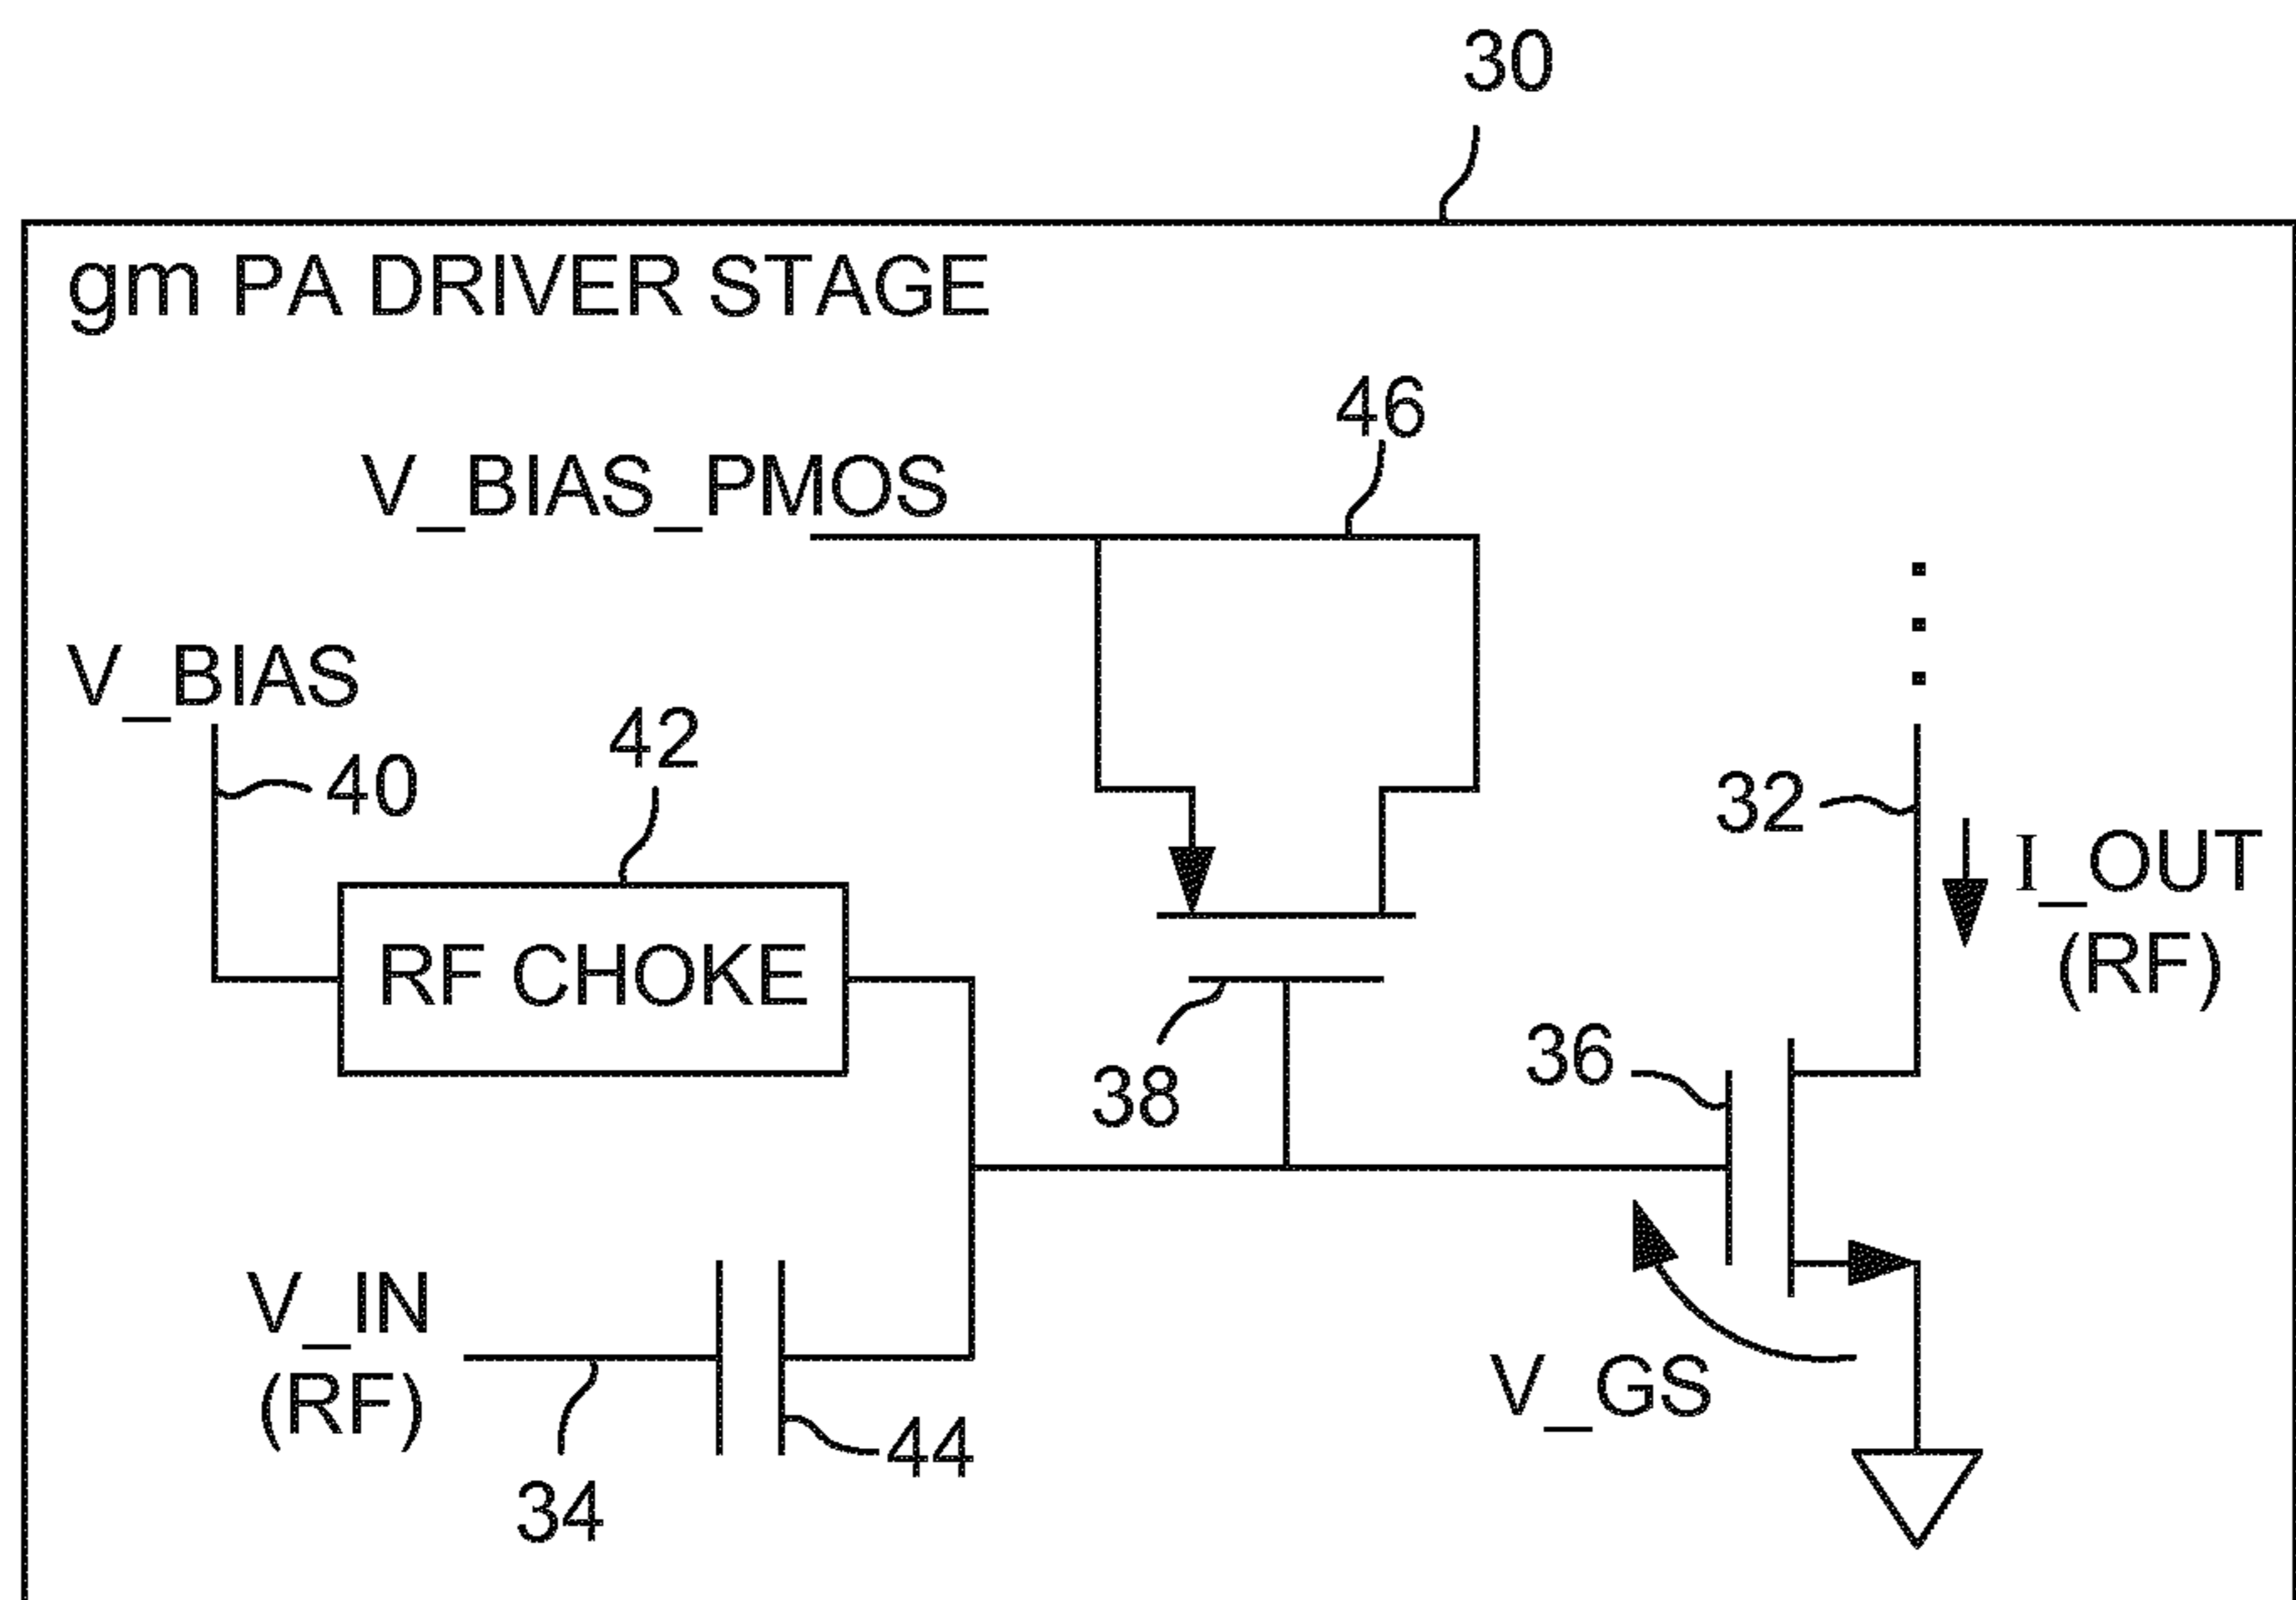 30
gm PA DRIVER STAGE
46
V_BIAS_PMOS
V_BIAS
42
40
32
I_OUT
(RF)
RF CHOKE
36
38
V_IN
(RF)
V_GS
44
34